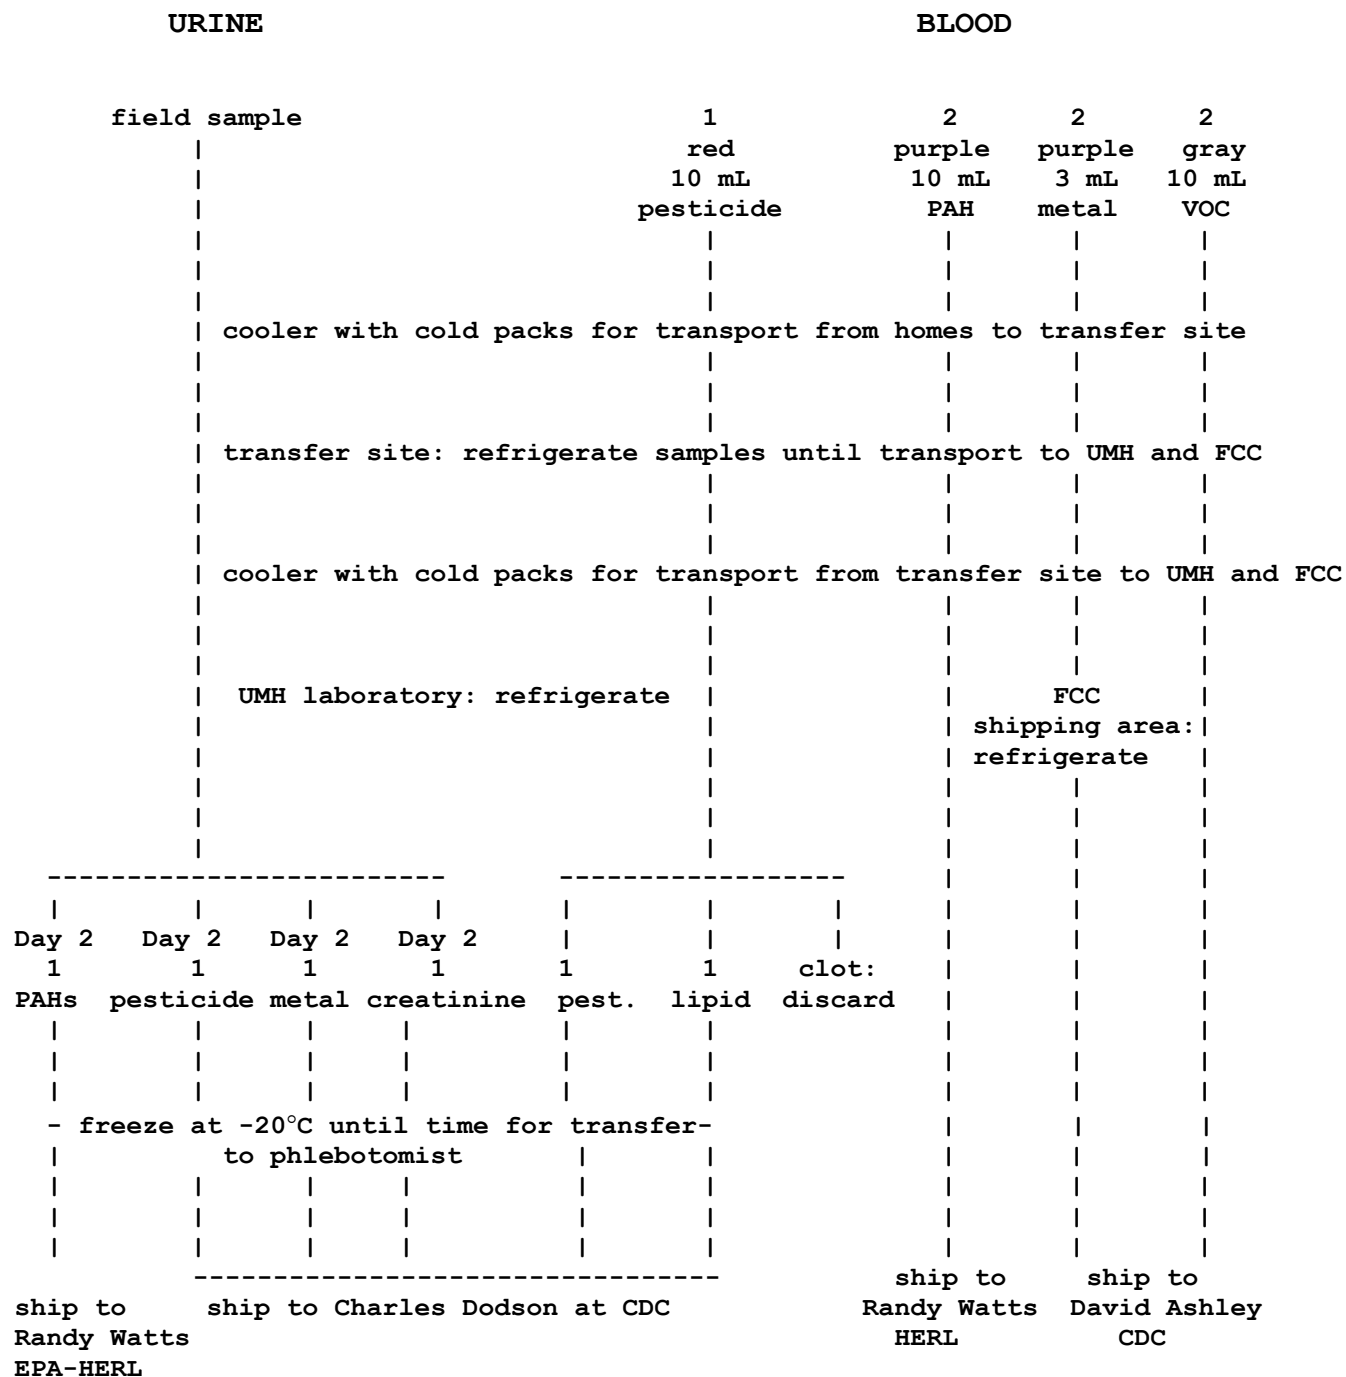 URINE BLOOD
field sample 1 2 2 2
red purple purple gray
10 mL 10 mL 3 mL 10 mL
pesticide PAH metal VOC
cooler with cold packs for transport from homes to transfer site
transfer site: refrigerate samples until transport to UMH and FCC
cooler with cold packs for transport from transfer site to UMH and FCC
UMH laboratory: refrigerate FCC
shipping area:
refrigerate
Day 2 Day 2 Day 2 Day 2
1 1 1 1 1 1 clot:
PAHs pesticide metal creatinine pest. lipid discard
- freeze at -20°C until time for transfer-
to phlebotomist
ship to ship to
ship to ship to Charles Dodson at CDC Randy Watts David Ashley
Randy Watts HERL CDC
EPA-HERL